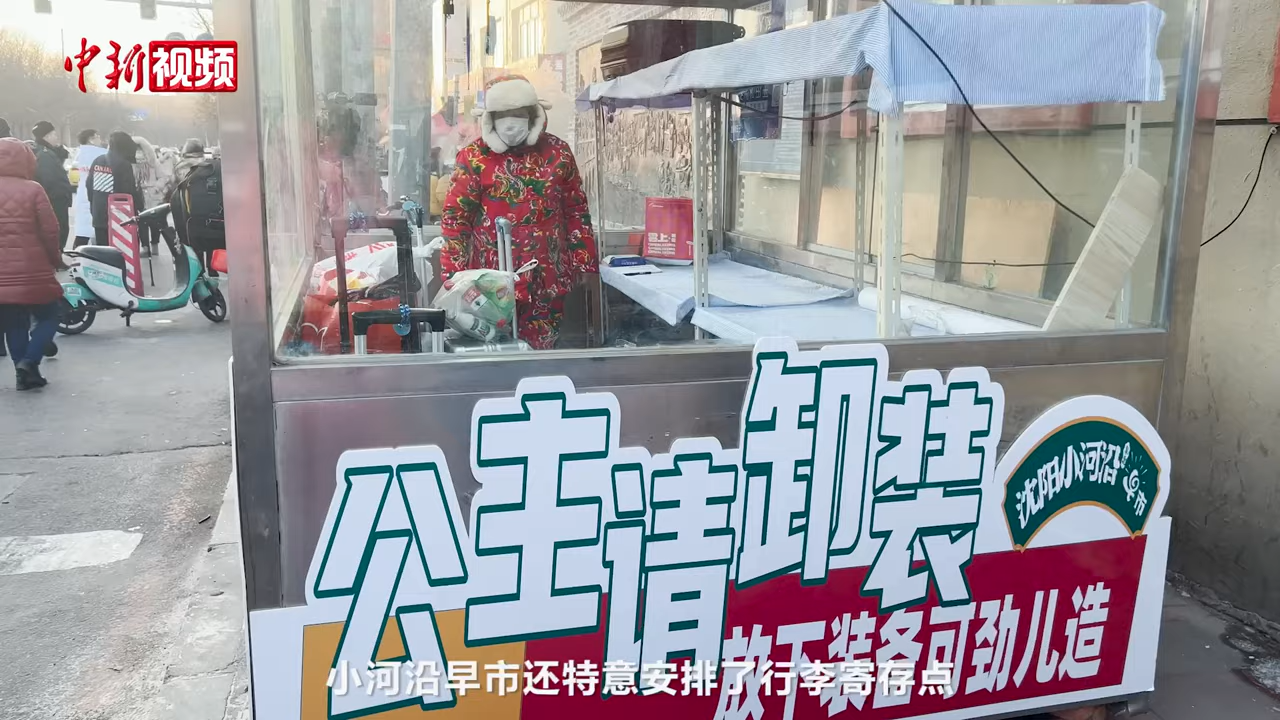 中新视频
公主请卸装
沈阳小河沿早市
放下装备可劲儿造
小河沿早市还特意安排了行李寄存点